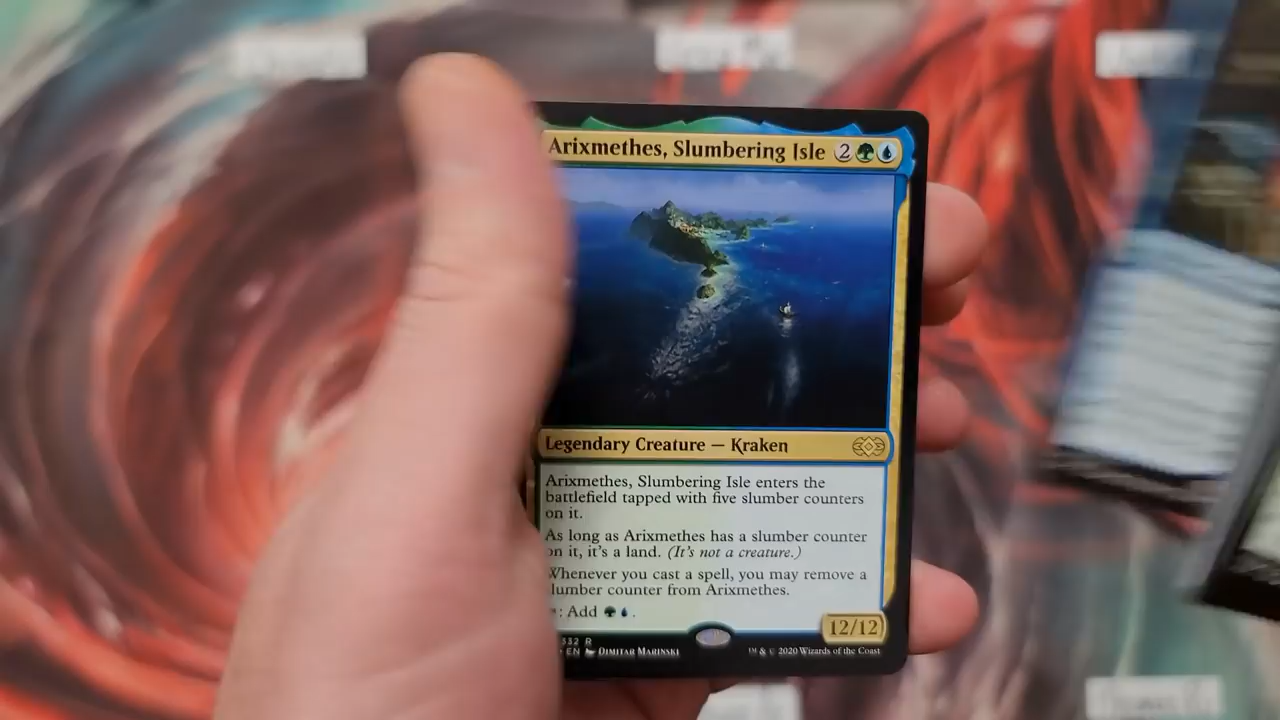 Arixmethes, Slumbering Isle 2
Legendary Creature — Kraken
Arixmethes, Slumbering Isle enters the
battlefield tapped with five slumber counters
on it.
As long as Arixmethes has a slumber counter
on it, it's a land. (It's not a creature.)
Whenever you cast a spell, you may remove a
slumber counter from Arixmethes.
: Add .
12/12
332 R
EN DIMITAR MARINSKI
™ & © 2020 Wizards of the Coast